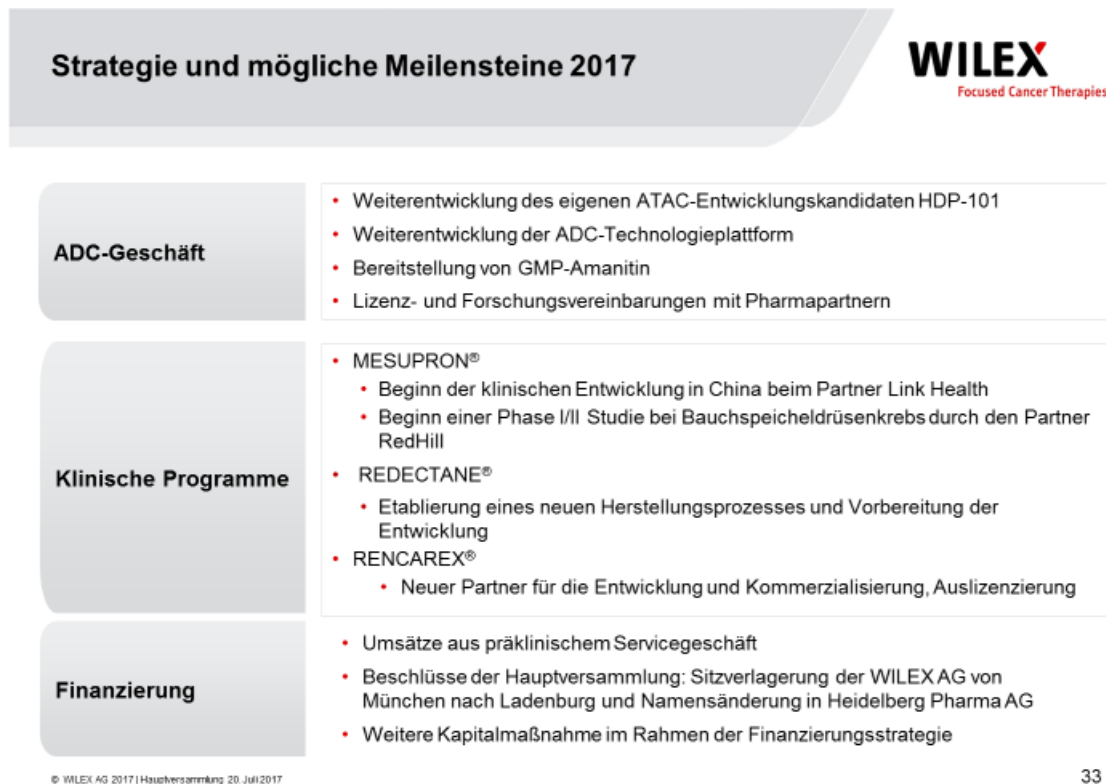 Strategie und mögliche Meilensteine 2017
WILEX
Focused Cancer Therapies
ADC-Geschäft
• Weiterentwicklung des eigenen ATAC-Entwicklungskandidaten HDP-101
• Weiterentwicklung der ADC-Technologieplattform
• Bereitstellung von GMP-Amanitin
• Lizenz- und Forschungsvereinbarungen mit Pharmapartnern
Klinische Programme
• MESUPRON®
• Beginn der klinischen Entwicklung in China beim Partner Link Health
• Beginn einer Phase I/II Studie bei Bauchspeicheldrüsenkrebs durch den Partner
RedHill
• REDECTANE®
• Etablierung eines neuen Herstellungsprozesses und Vorbereitung der
Entwicklung
• RENCAREX®
• Neuer Partner für die Entwicklung und Kommerzialisierung, Auslizenzierung
Finanzierung
• Umsätze aus präklinischem Servicegeschäft
• Beschlüsse der Hauptversammlung: Sitzverlagerung der WILEX AG von
München nach Ladenburg und Namensänderung in Heidelberg Pharma AG
• Weitere Kapitalmaßnahme im Rahmen der Finanzierungsstrategie
© WILEX AG 2017 | Hauptversammlung 20. Juli 2017
33